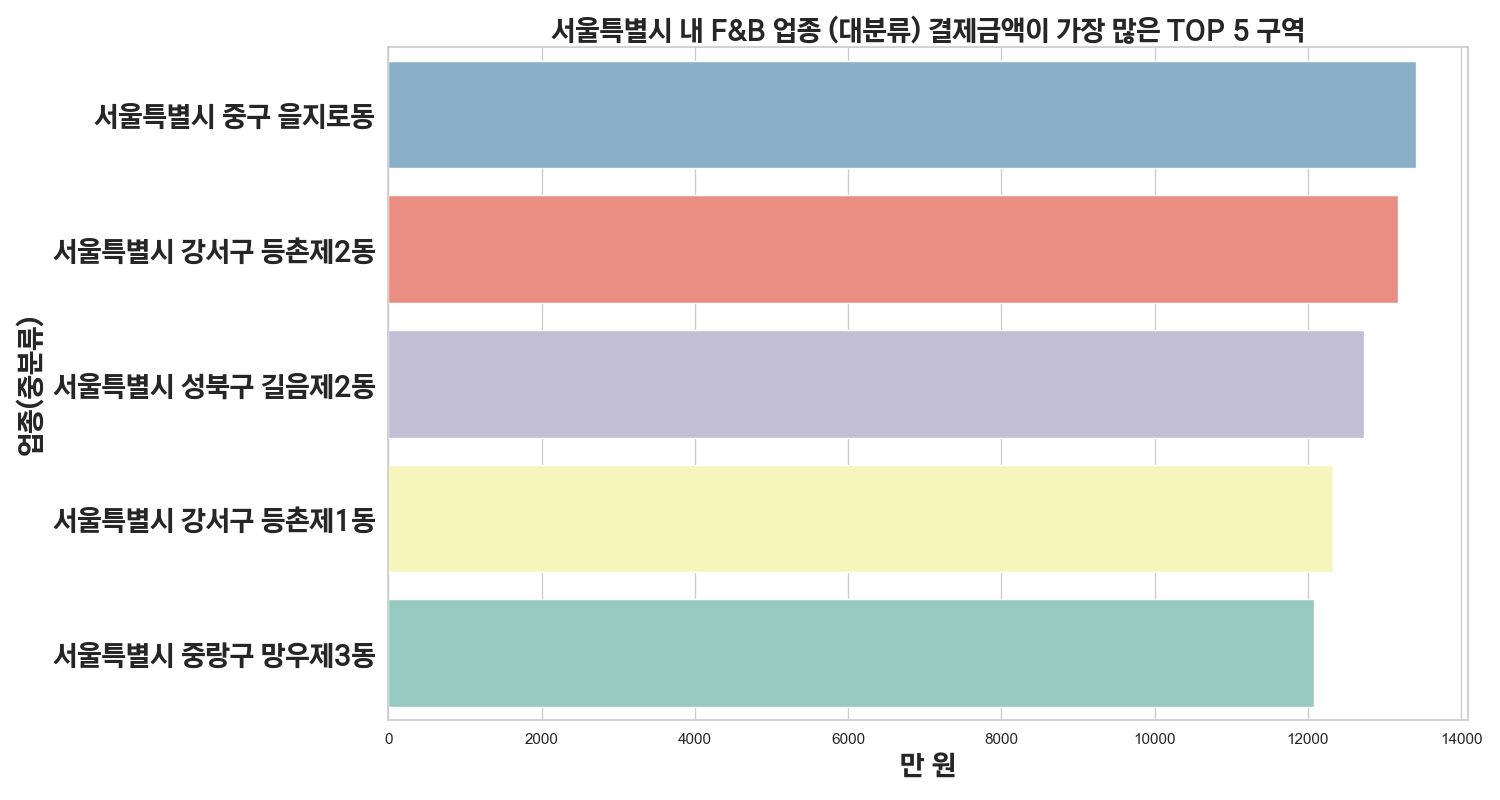 서울특별시 내 F&B 업종 (대분류) 결제금액이 가장 많은 TOP 5 구역
업종(중분류)
서울특별시 중구 을지로동
서울특별시 강서구 등촌제2동
서울특별시 성북구 길음제2동
서울특별시 강서구 등촌제1동
서울특별시 중랑구 망우제3동
0 2000 4000 6000 8000 10000 12000 14000
만 원